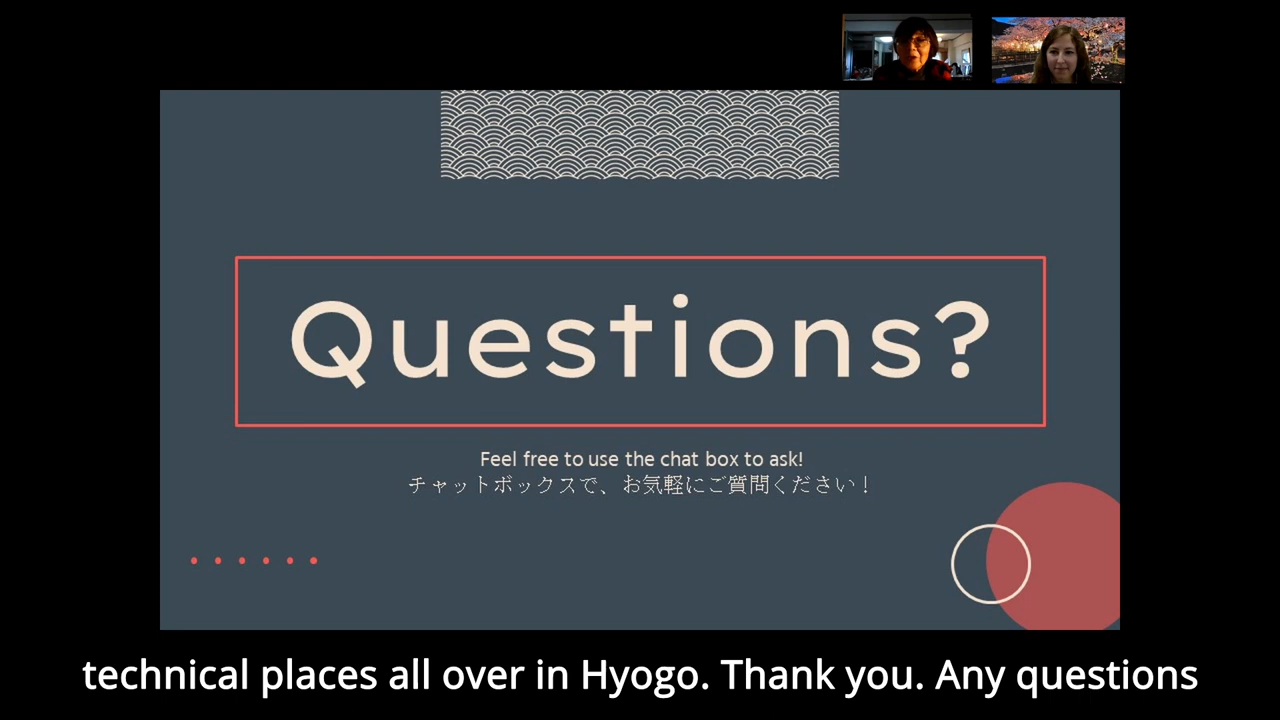 Questions?
Feel free to use the chat box to ask!
チャットボックスで、お気軽にご質問ください！
technical places all over in Hyogo. Thank you. Any questions